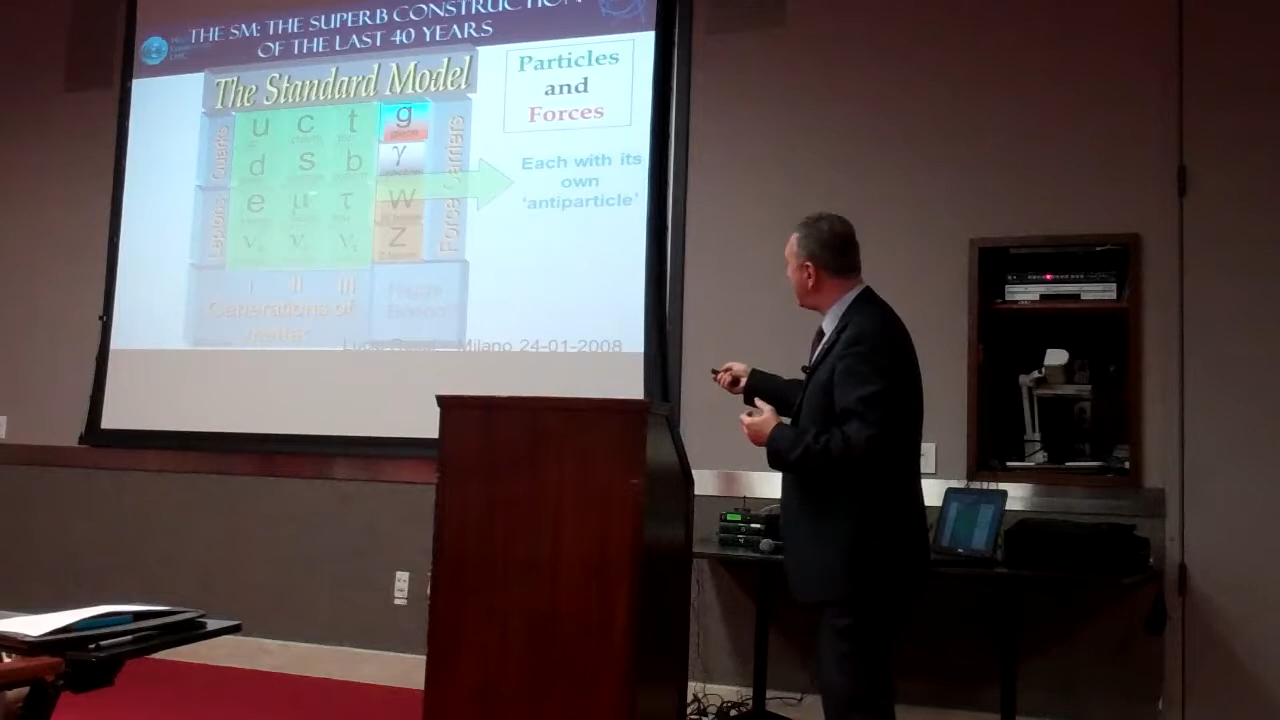 THE SM: THE SUPERB CONSTRUCTION
OF THE LAST 40 YEARS
The Standard Model
Particles
and
Forces
Quarks
u c t g
gluon
d s b γ
Each with its
own
'antiparticle'
Leptons
e μ τ W
Z
Force Carriers
I II III
Generations of
matter
Milano 24-01-2008